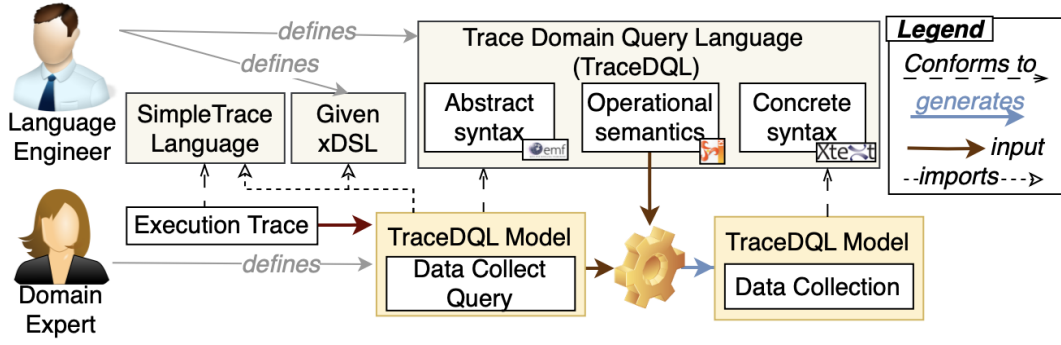 defines
Trace Domain Query Language
(TraceDQL)
Legend
Conforms to
generates
input
imports
defines
Language
Engineer
SimpleTrace
Language
Given
xDSL
Abstract
syntax
emf
Operational
semantics
Concrete
syntax
Xtext
Execution Trace
TraceDQL Model
Data Collect
Query
TraceDQL Model
Data Collection
defines
Domain
Expert